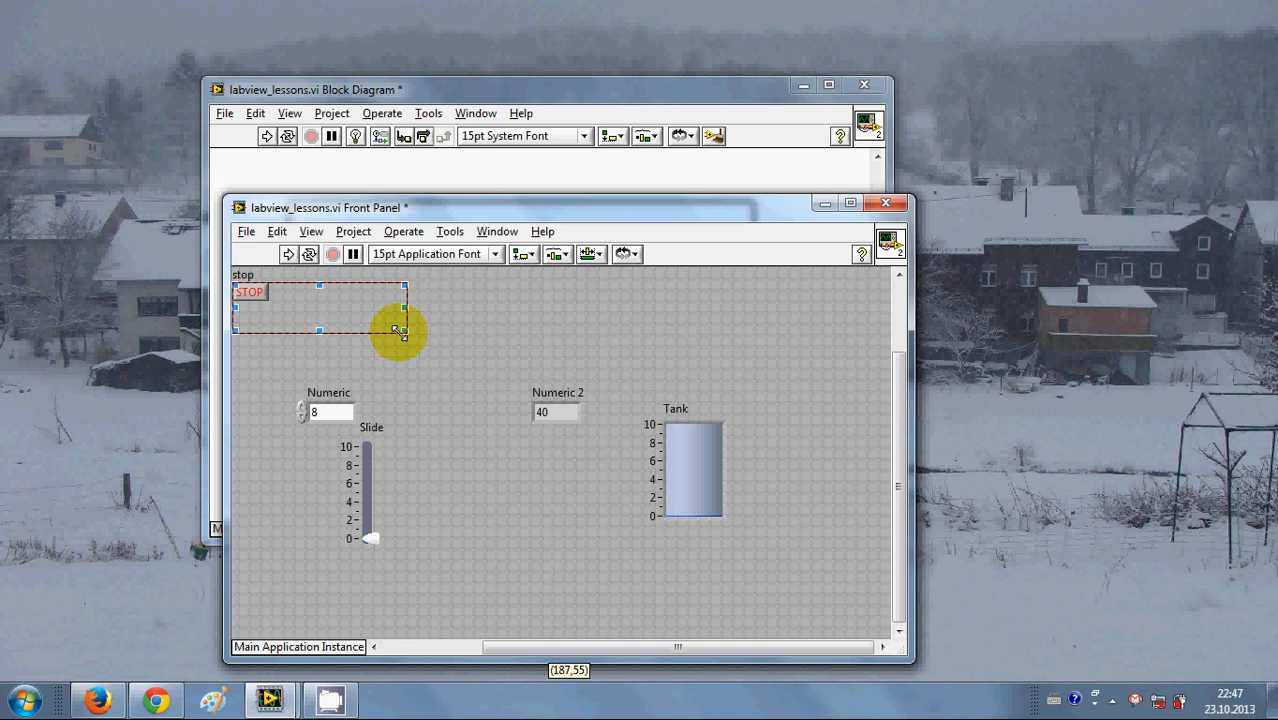 labview_lessons.vi Block Diagram *
File Edit View Project Operate Tools Window Help
15pt System Font
?
2
labview_lessons.vi Front Panel *
File Edit View Project Operate Tools Window Help
15pt Application Font
?
2
stop
STOP
Numeric
8
Numeric 2
40
Slide
10
8
6
4
2
0
Tank
10
8
6
4
2
0
M
Main Application Instance
(187,55)
22:47
23.10.2013